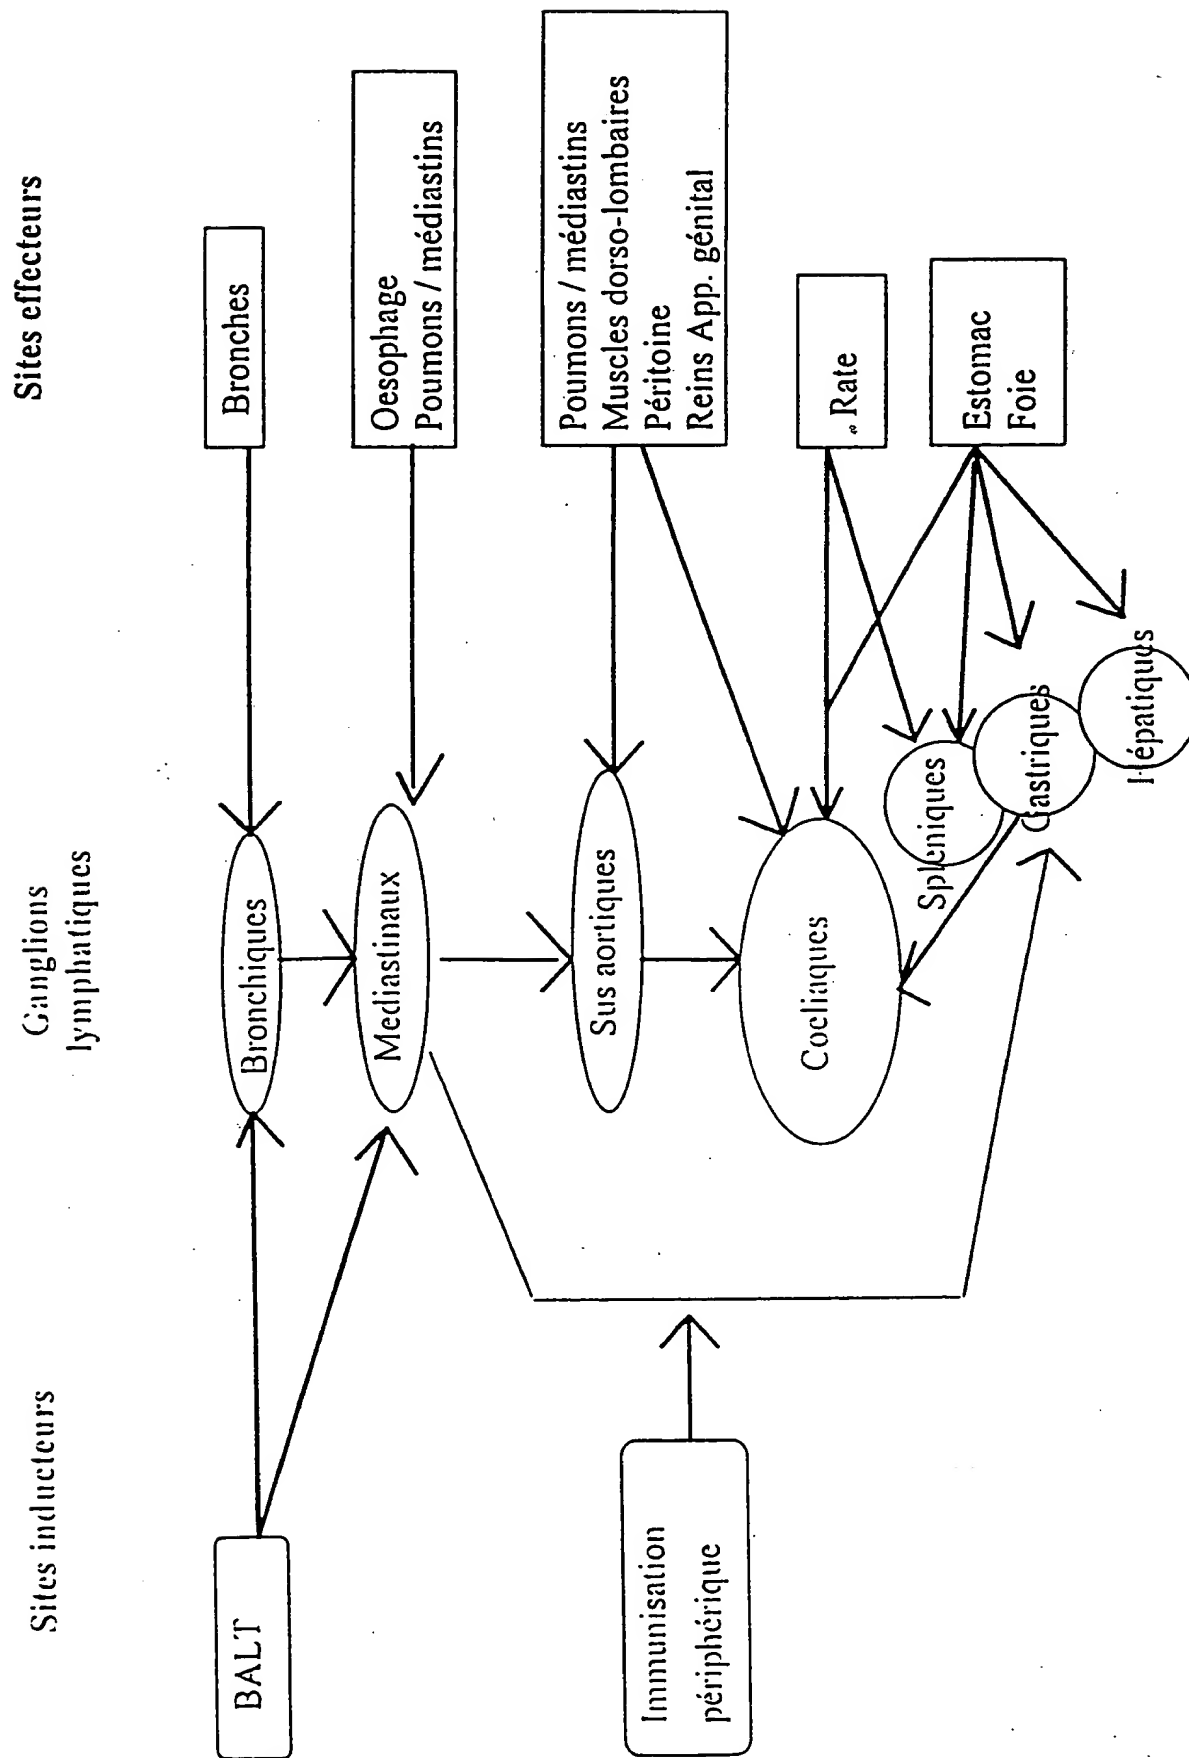 Sites inducteurs
Ganglions
lymphatiques
Sites effecteurs
BALT
Bronchiques
Bronches
Mediastinaux
Oesophage
Poumons / médiastins
Immunisation
périphérique
Sus aortiques
Poumons / médiastins
Muscles dorso-lombaires
Péritoine
Reins App. génital
Coeliaques
Rate
Spleniques
Gastriques
Hépatiques
Estomac
Foie